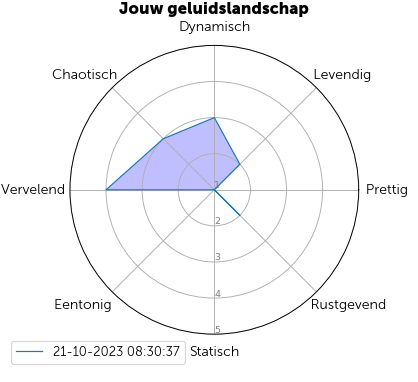 Jouw geluidslandschap
Dynamisch
Chaotisch
Levendig
Vervelend
1
Prettig
2
3
4
Eentonig
Rustgevend
5
21-10-2023 08:30:37
Statisch